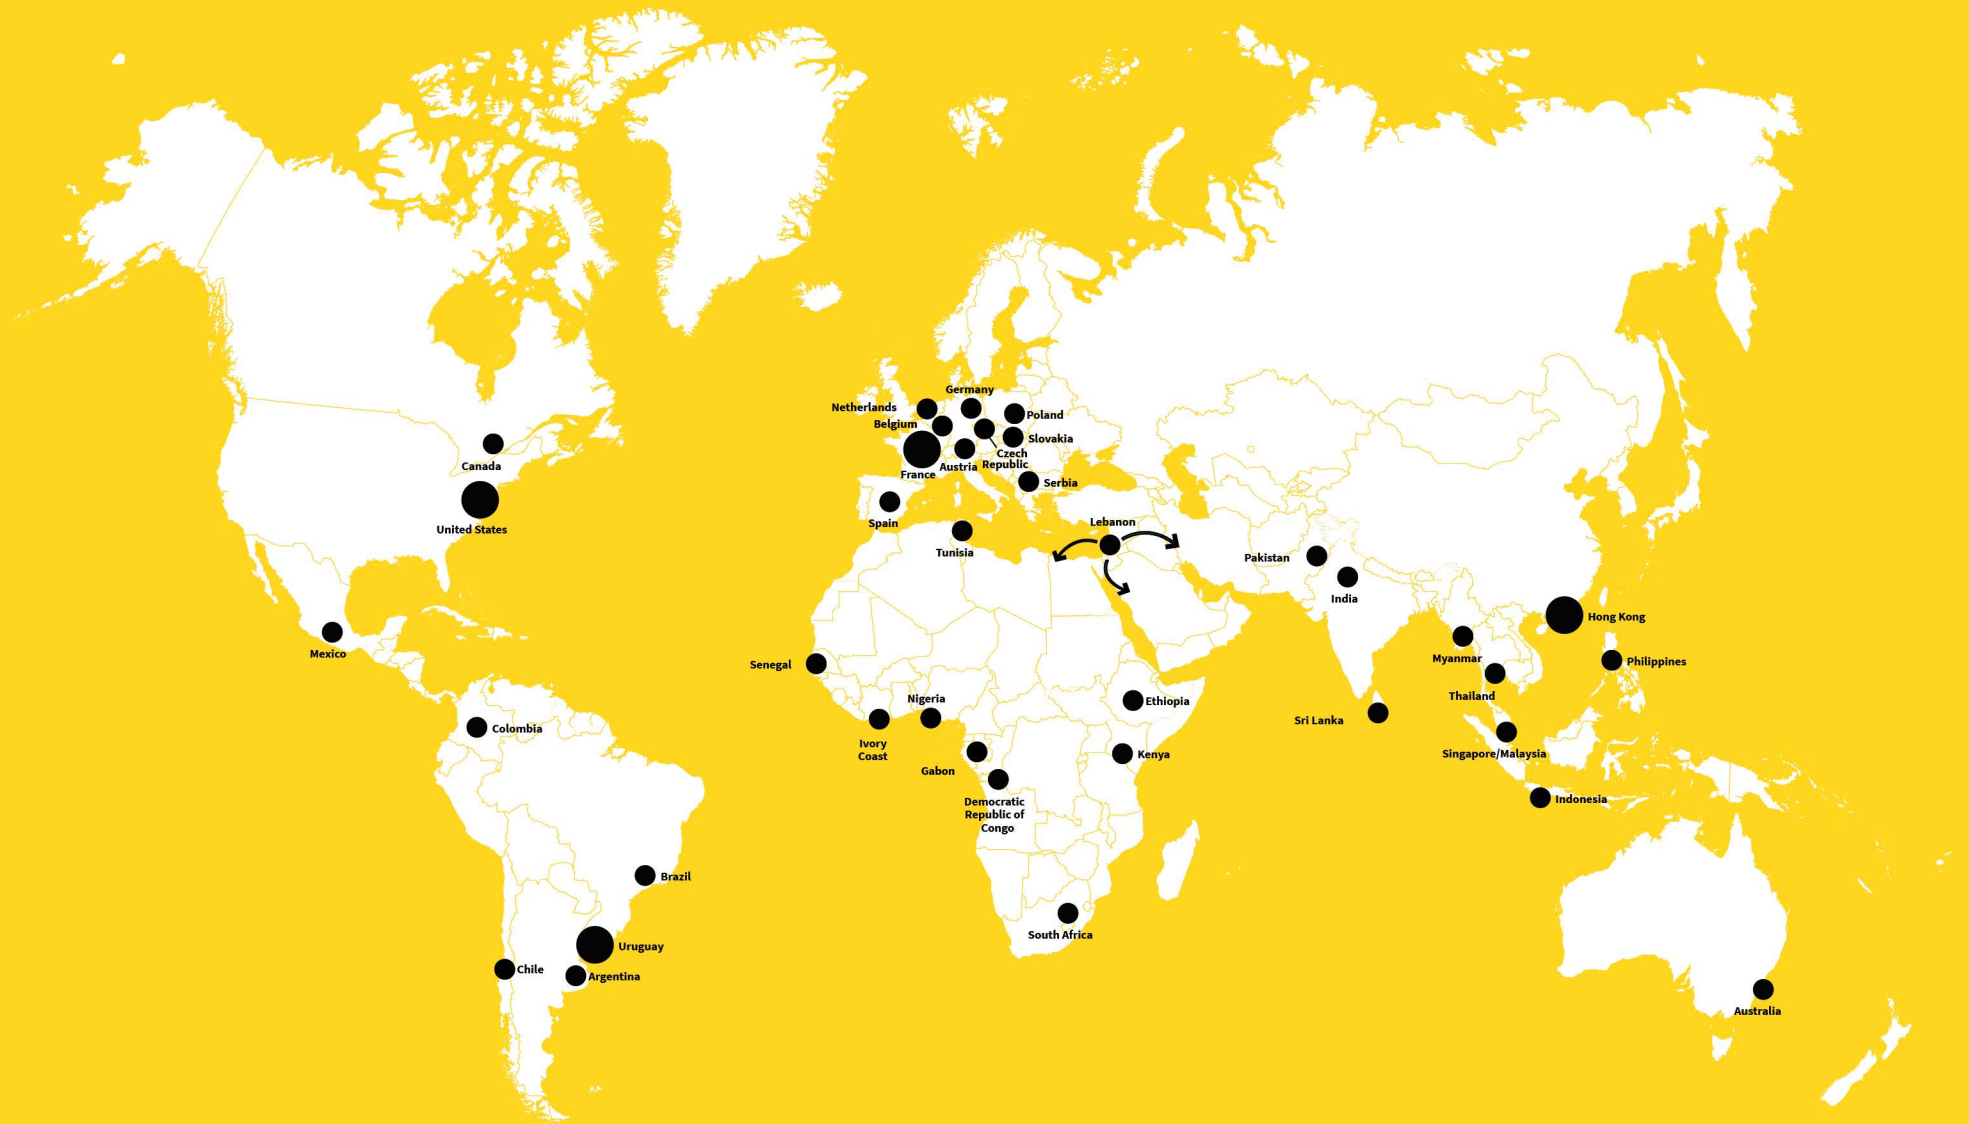 Germany
Netherlands
Poland
Belgium
Slovakia
Canada
Czech
Republic
Austria
France
Serbia
United States
Spain
Lebanon
Tunisia
Pakistan
India
Hong Kong
Mexico
Myanmar
Philippines
Senegal
Thailand
Nigeria
Ethiopia
Sri Lanka
Colombia
Ivory
Coast
Kenya
Singapore/Malaysia
Gabon
Democratic
Republic of
Congo
Indonesia
Brazil
South Africa
Uruguay
Chile
Argentina
Australia